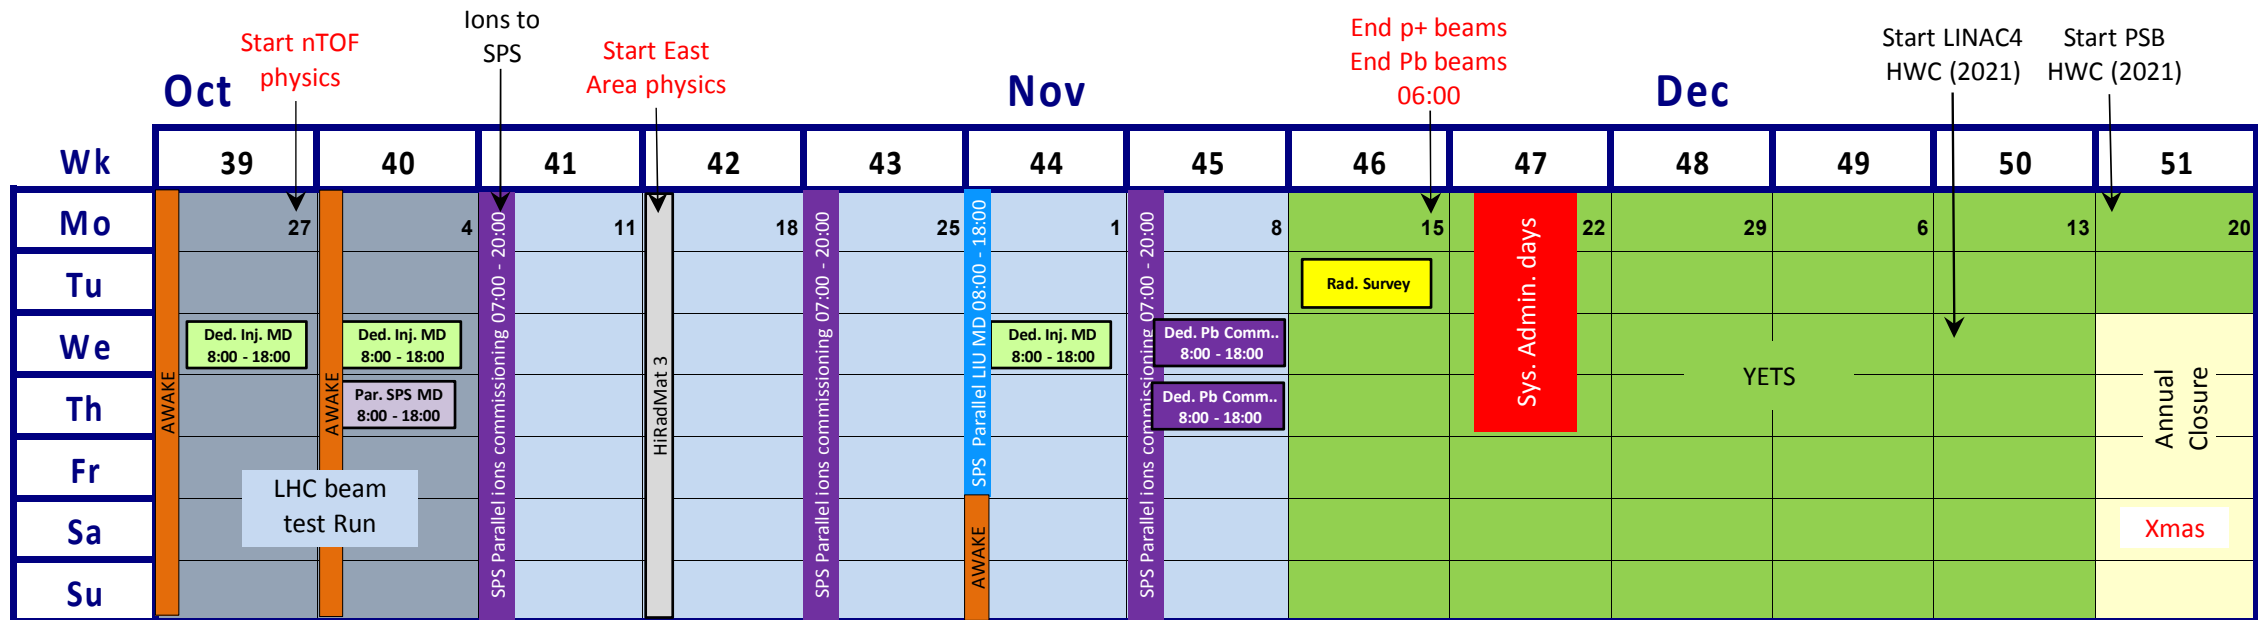 Start nTOF
physics
Ions to
SPS
Start East
Area physics
End p+ beams
End Pb beams
06:00
Start LINAC4
HWC (2021)
Start PSB
HWC (2021)
Oct Nov Dec
Wk 39 40 41 42 43 44 45 46 47 48 49 50 51
Mo 27 4 11 18 25 1 8 15 22 29 6 13 20
Tu
We
Th
Fr
Sa
Su
AWAKE
Ded. Inj. MD
8:00 - 18:00
AWAKE
Ded. Inj. MD
8:00 - 18:00
Par. SPS MD
8:00 - 18:00
LHC beam
test Run
SPS Parallel ions commissioning 07:00 - 20:00
HiRadMat 3
SPS Parallel ions commissioning 07:00 - 20:00
SPS Parallel LIU MD 08:00 - 18:00
AWAKE
Ded. Inj. MD
8:00 - 18:00
SPS Parallel ions commissioning 07:00 - 20:00
Ded. Pb Comm..
8:00 - 18:00
Ded. Pb Comm..
8:00 - 18:00
Rad. Survey
Sys. Admin. days
YETS
Annual
Closure
Xmas